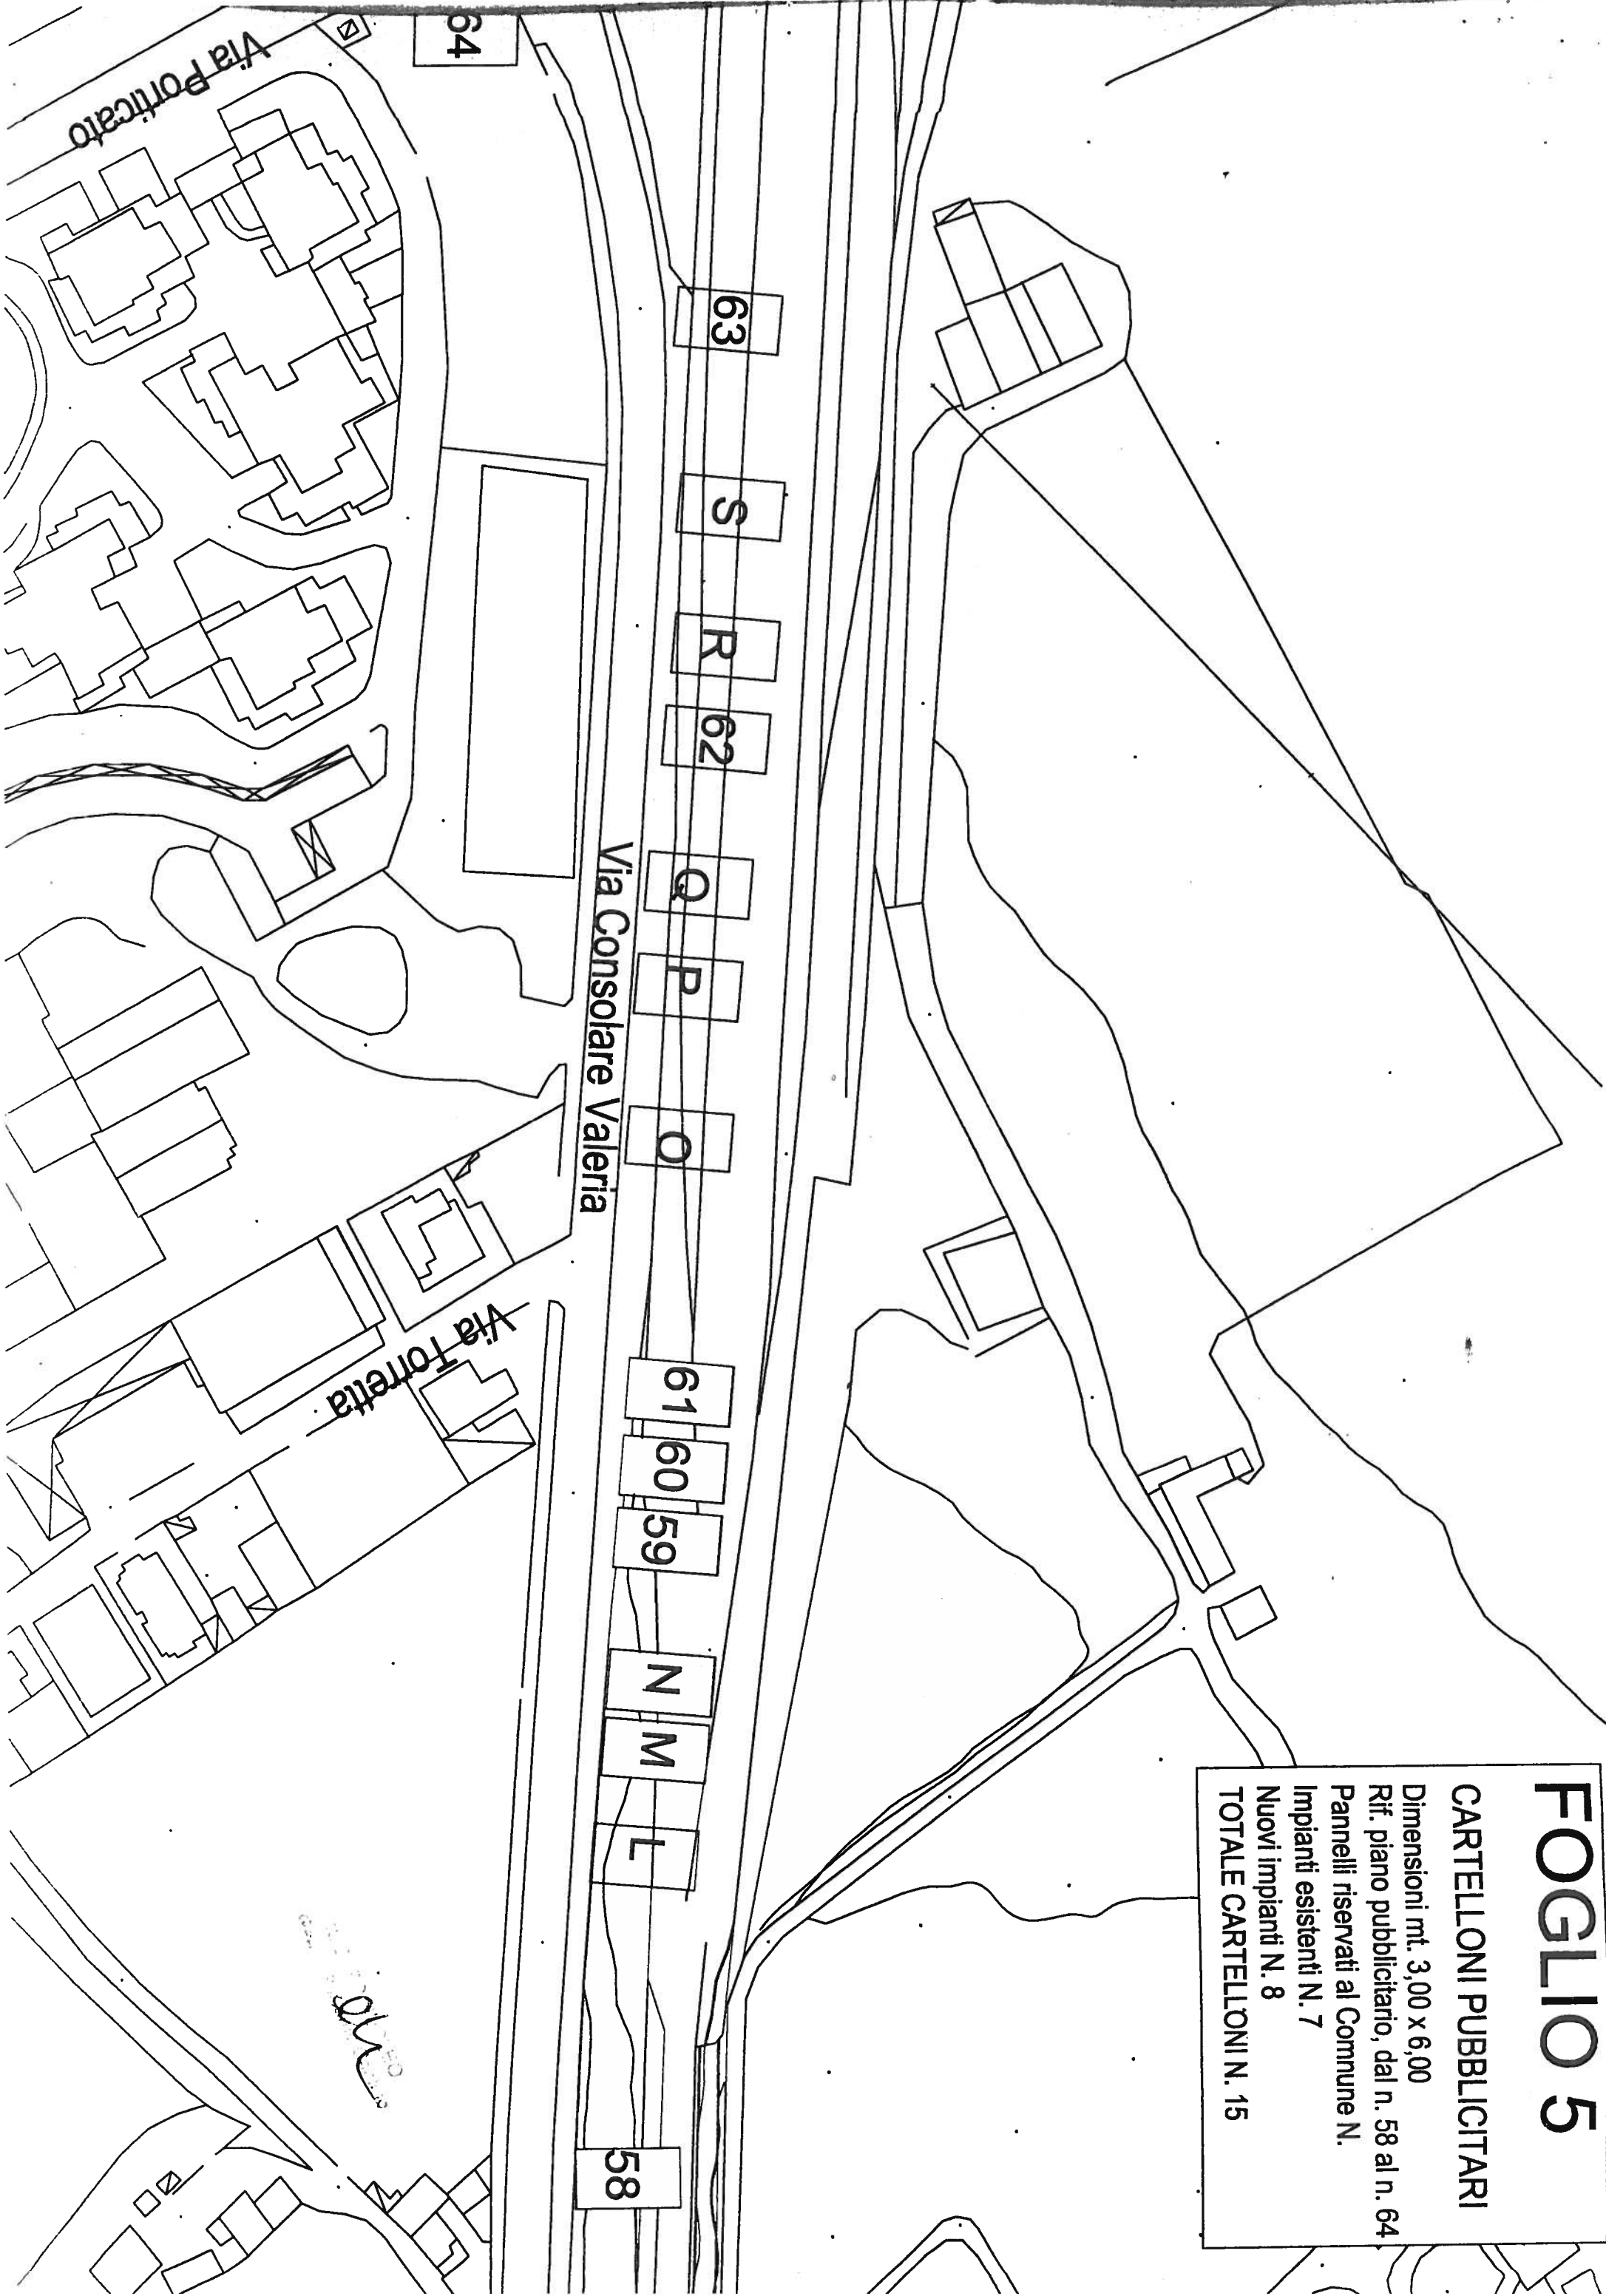 FOGLIO 5
CARTELLONI PUBBLICITARI
Dimensioni mt. 3,00 x 6,00
Rif. piano pubblicitario, dal n. 58 al n. 64
Pannelli riservati al Comnune N.
Impianti esistenti N. 7
Nuovi impianti N. 8
TOTALE CARTELLONI N. 15
64
63
S
R
62
Q
P
O
61
60
59
N
M
L
58
Via Consolare Valeria
Via Porticato
Via Torretta